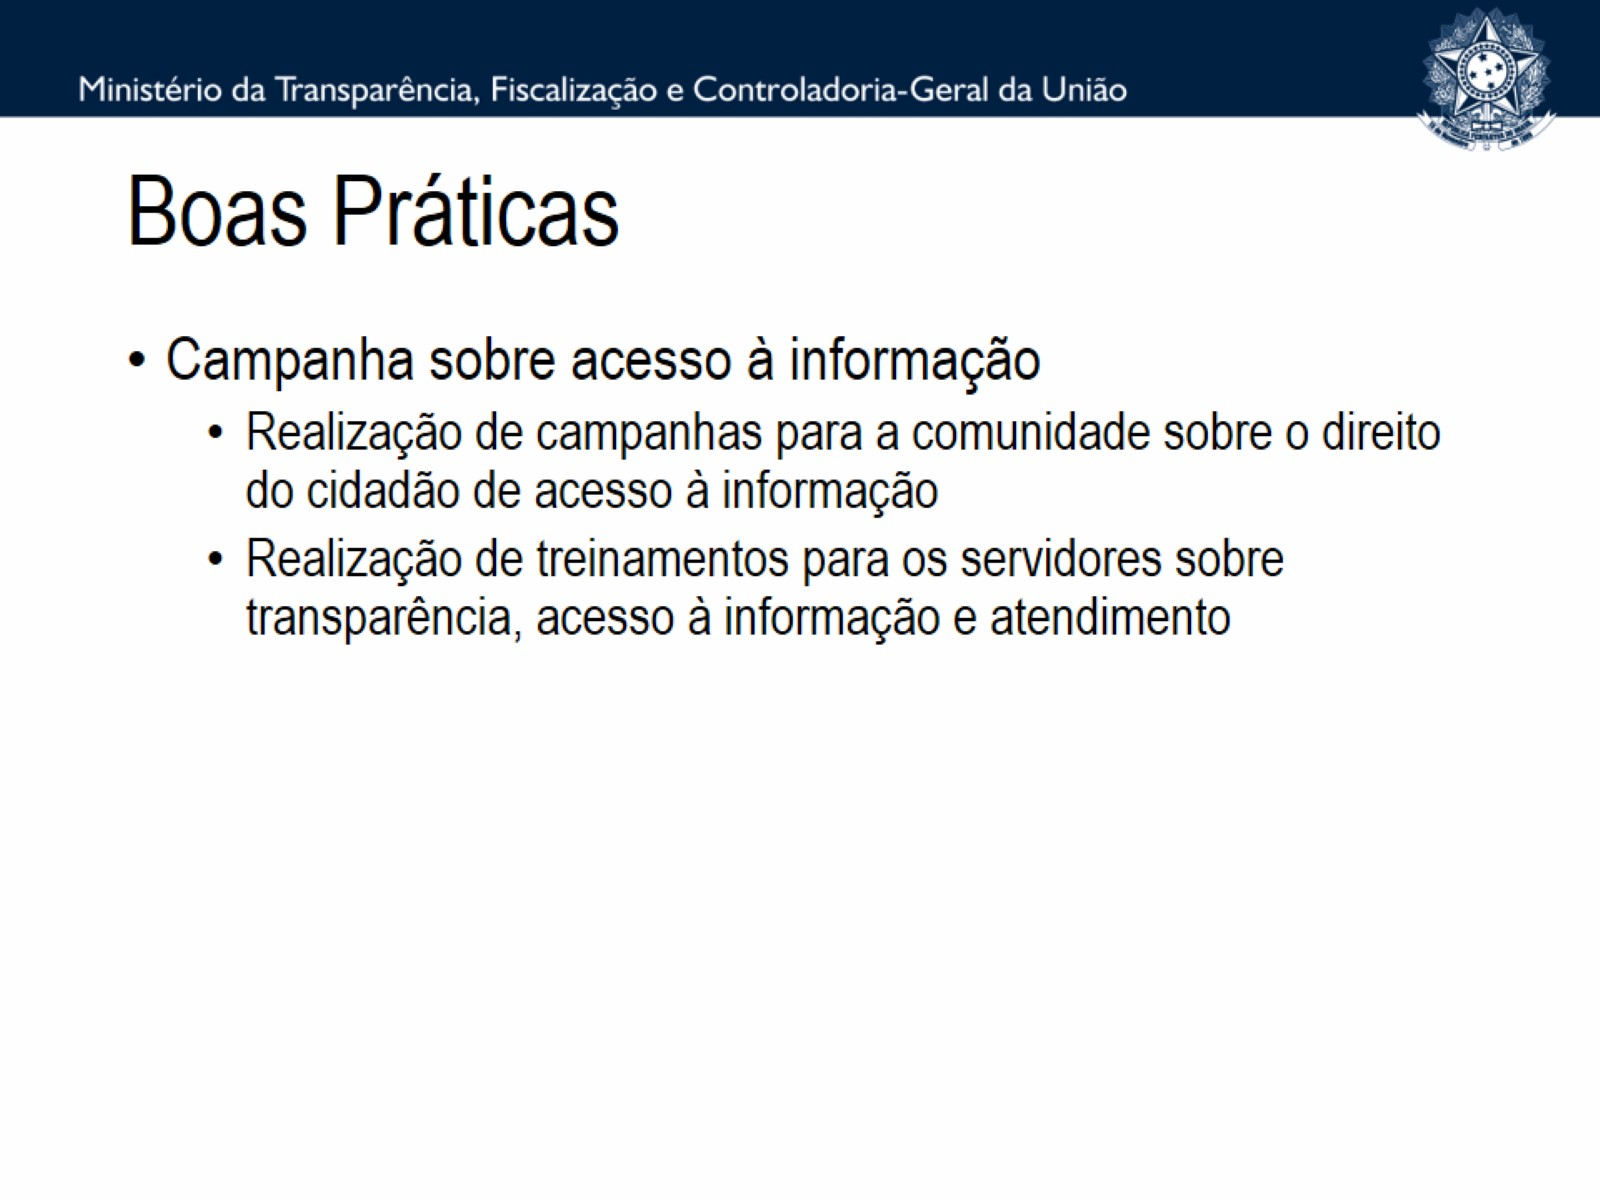 Ministério da Transparência, Fiscalização e Controladoria-Geral da União
Boas Práticas
• Campanha sobre acesso à informação
• Realização de campanhas para a comunidade sobre o direito
do cidadão de acesso à informação
• Realização de treinamentos para os servidores sobre
transparência, acesso à informação e atendimento